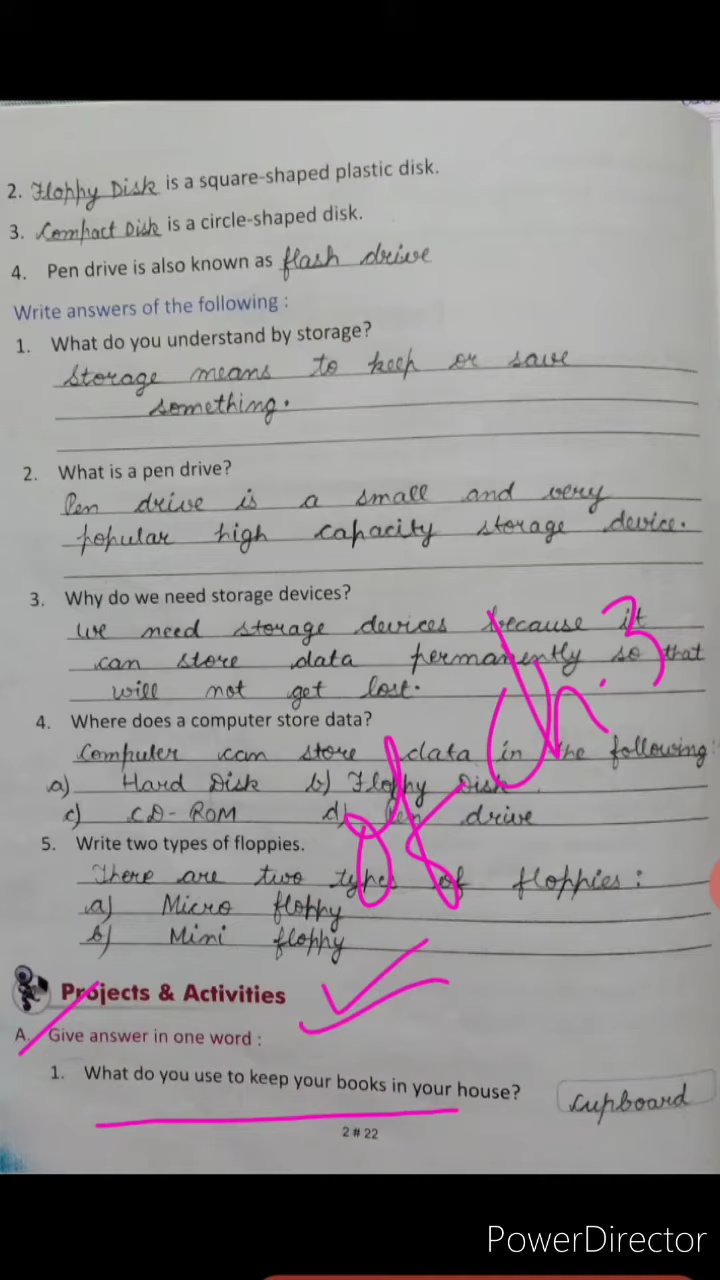 2. Floppy Disk is a square-shaped plastic disk.
3. Compact Disk is a circle-shaped disk.
4. Pen drive is also known as flash drive
Write answers of the following :
1. What do you understand by storage?
Storage means to keep or save
something.
2. What is a pen drive?
Pen drive is a small and very
popular high capacity storage device.
3. Why do we need storage devices?
We need storage devices because it
can store data permanently so that
will not get lost.
4. Where does a computer store data?
Computer can store data in the following:
a) Hard Disk b) Floppy Disk
c) CD-ROM d) Pen drive
5. Write two types of floppies.
There are two types of floppies:
a) Micro floppy
b) Mini floppy
of Ch. 3
Projects & Activities
A. Give answer in one word :
1. What do you use to keep your books in your house? cupboard
2 # 22
PowerDirector